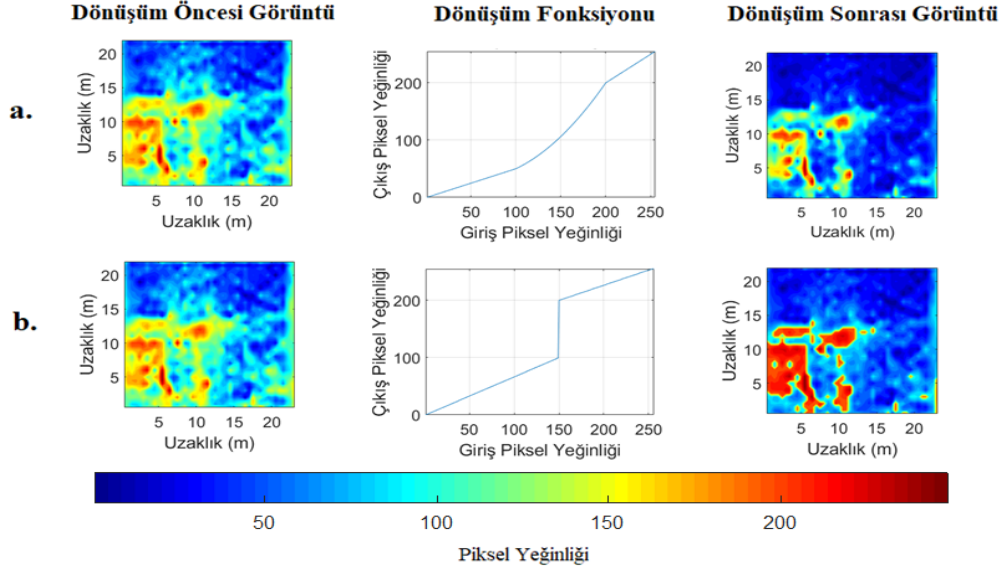 Dönüşüm Öncesi Görüntü
Dönüşüm Fonksiyonu
Dönüşüm Sonrası Görüntü
a.
Uzaklık (m)
20
15
10
5
5 10 15 20
Uzaklık (m)
Çıkış Piksel Yeğinliği
200
100
0
50 100 150 200 250
Giriş Piksel Yeğinliği
Uzaklık (m)
20
15
10
5
5 10 15 20
Uzaklık (m)
b.
Uzaklık (m)
20
15
10
5
5 10 15 20
Uzaklık (m)
Çıkış Piksel Yeğinliği
200
100
0
50 100 150 200 250
Giriş Piksel Yeğinliği
Uzaklık (m)
20
15
10
5
5 10 15 20
Uzaklık (m)
50 100 150 200
Piksel Yeğinliği